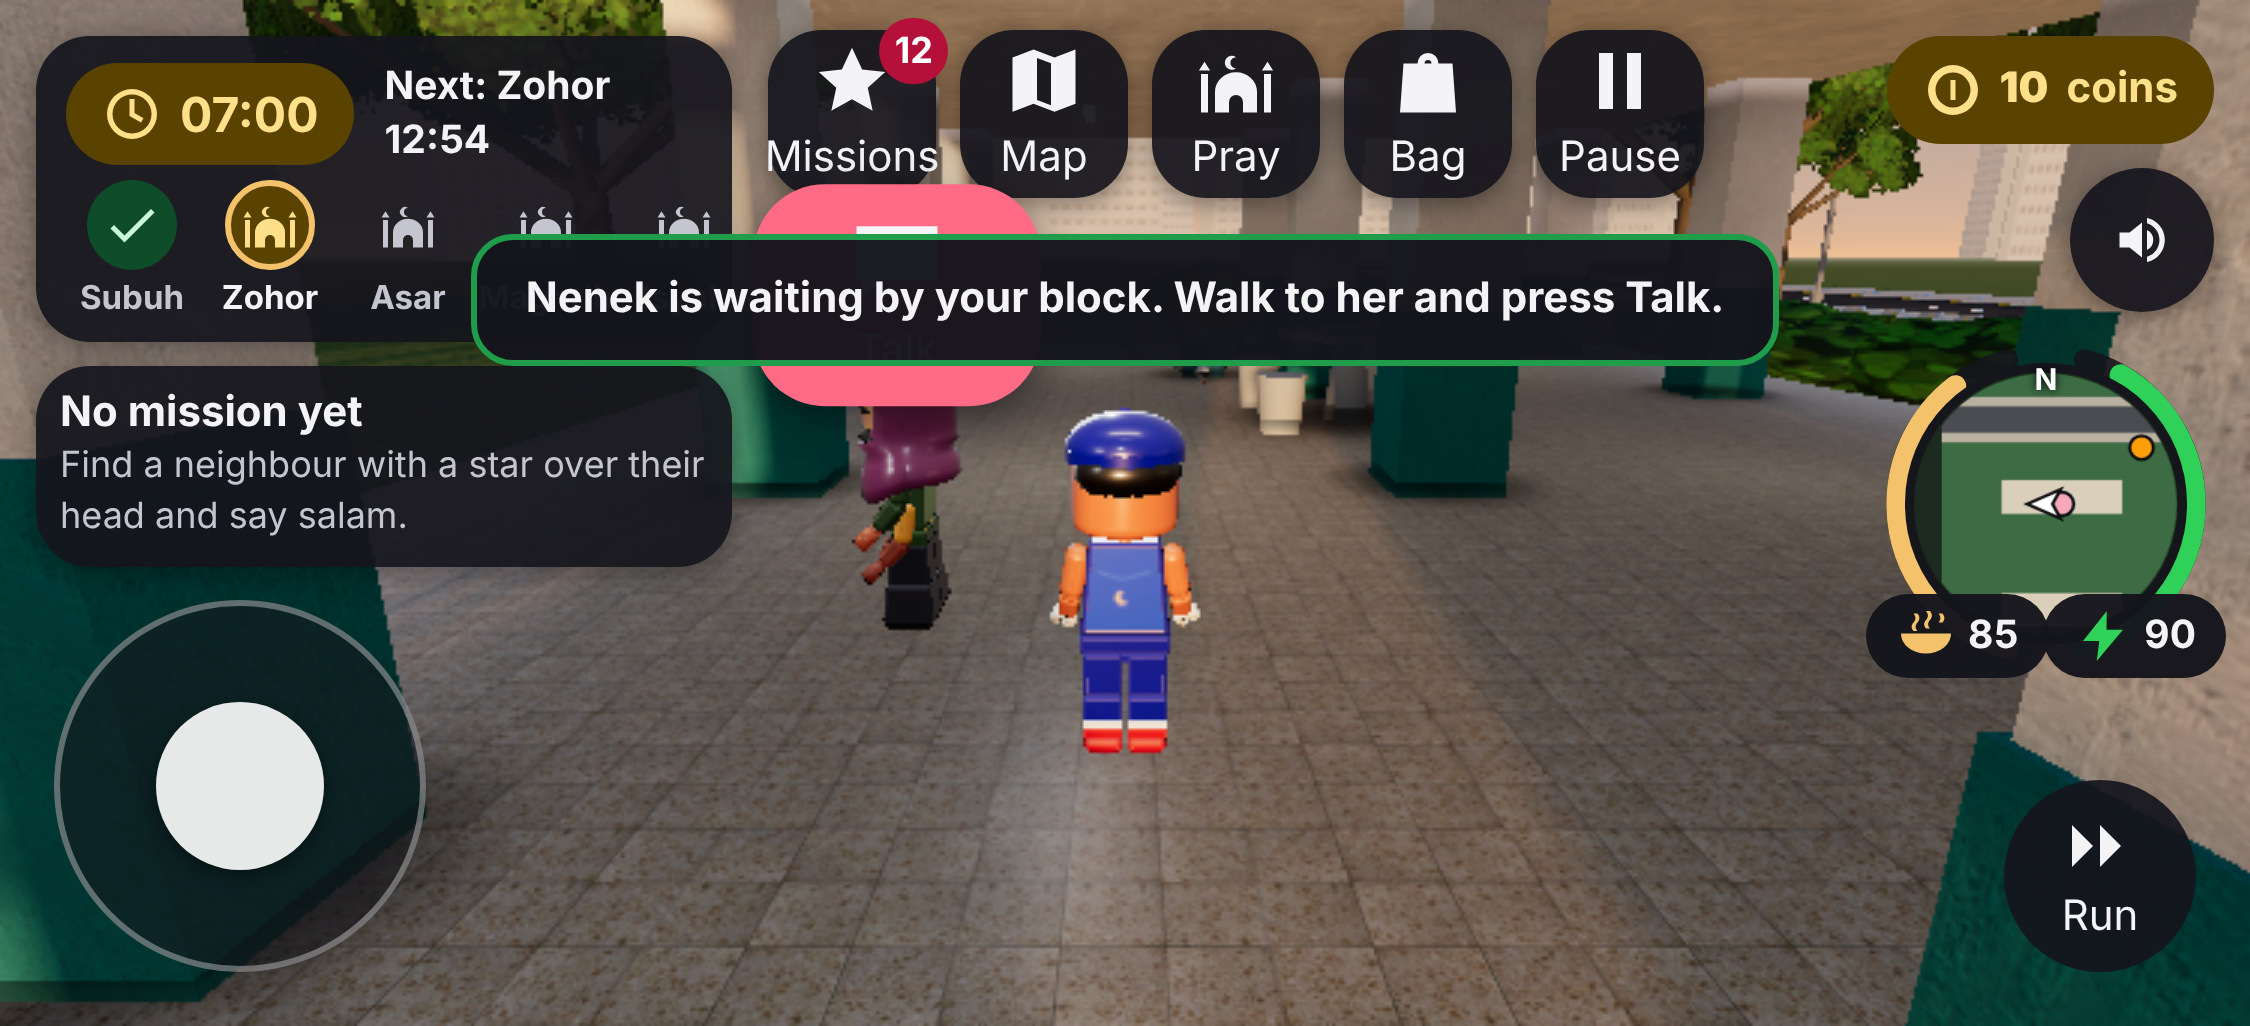 07:00
Next: Zohor
12:54
Subuh
Zohor
Asar
Missions
12
Map
Pray
Bag
Pause
10 coins
Nenek is waiting by your block. Walk to her and press Talk.
Talk
No mission yet
Find a neighbour with a star over their
head and say salam.
N
85
90
Run